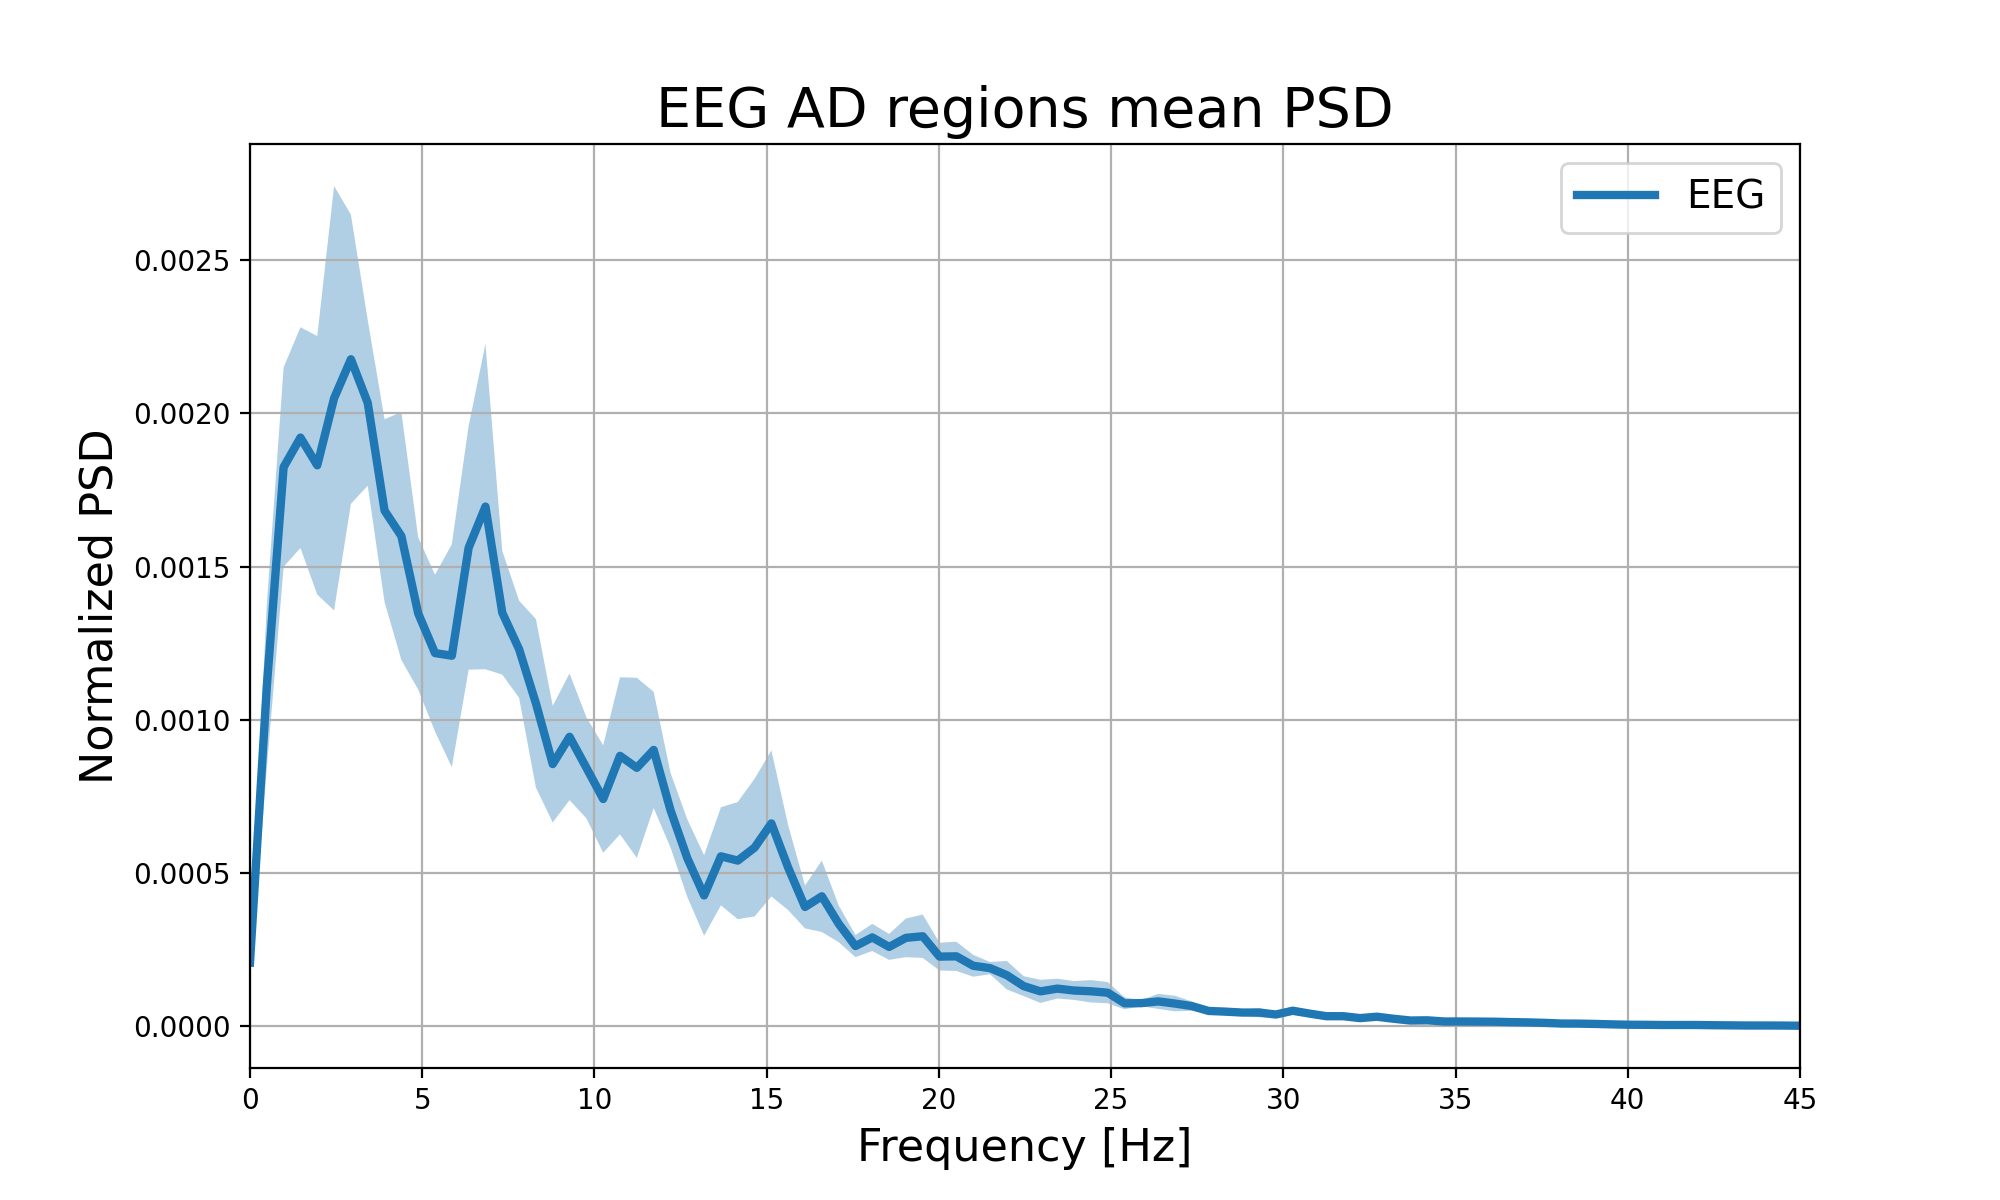 EEG AD regions mean PSD
EEG
0.0025
0.0020
0.0015
0.0010
0.0005
0.0000
Normalized PSD
0 5 10 15 20 25 30 35 40 45
Frequency [Hz]